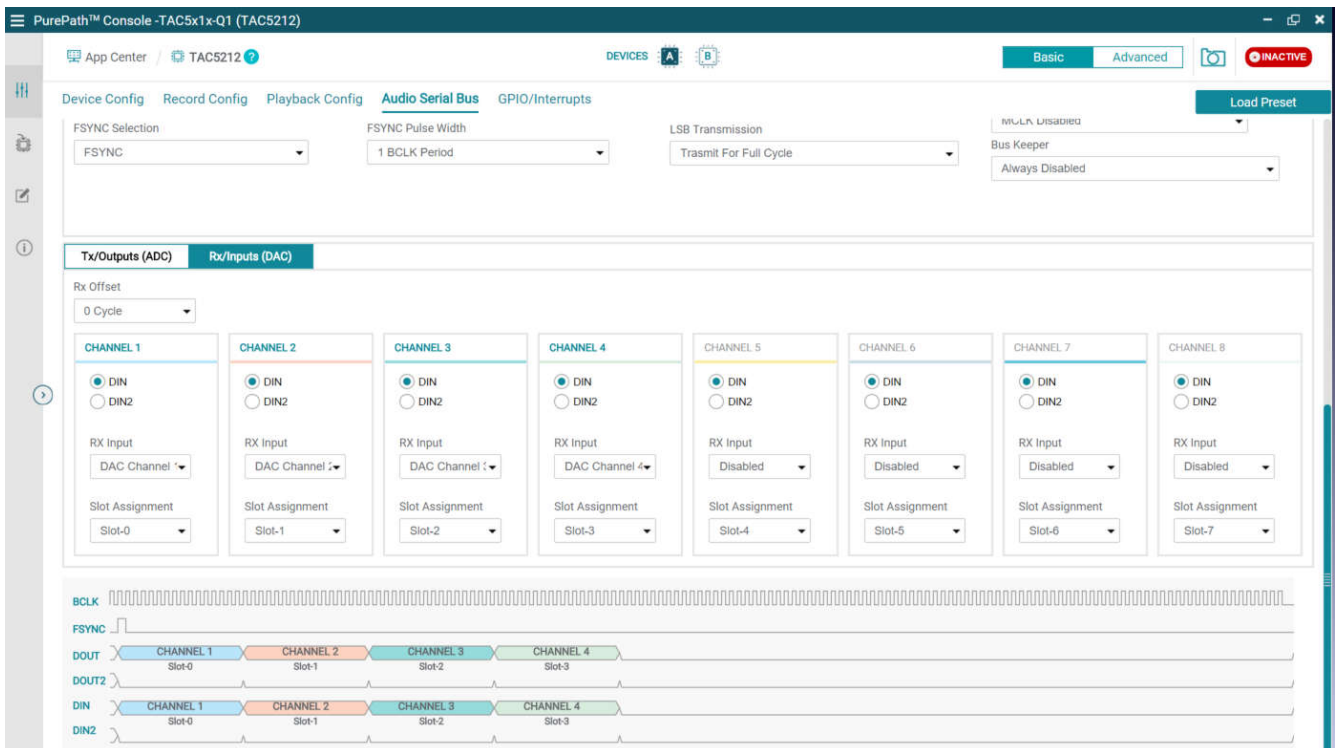 PurePath™ Console -TAC5x1x-Q1 (TAC5212)
App Center / TAC5212 ?
DEVICES A B
Basic Advanced
INACTIVE
Device Config Record Config Playback Config Audio Serial Bus GPIO/Interrupts
Load Preset
FSYNC Selection FSYNC Pulse Width LSB Transmission MCLK Disabled
FSYNC 1 BCLK Period Trasmit For Full Cycle Bus Keeper
Always Disabled
Tx/Outputs (ADC) Rx/Inputs (DAC)
Rx Offset
0 Cycle
CHANNEL 1 CHANNEL 2 CHANNEL 3 CHANNEL 4 CHANNEL 5 CHANNEL 6 CHANNEL 7 CHANNEL 8
DIN DIN DIN DIN DIN DIN DIN DIN
DIN2 DIN2 DIN2 DIN2 DIN2 DIN2 DIN2 DIN2
RX Input RX Input RX Input RX Input RX Input RX Input RX Input RX Input
DAC Channel DAC Channel DAC Channel DAC Channel 4 Disabled Disabled Disabled Disabled
Slot Assignment Slot Assignment Slot Assignment Slot Assignment Slot Assignment Slot Assignment Slot Assignment Slot Assignment
Slot-0 Slot-1 Slot-2 Slot-3 Slot-4 Slot-5 Slot-6 Slot-7
BCLK
FSYNC
DOUT CHANNEL 1 CHANNEL 2 CHANNEL 3 CHANNEL 4
Slot-0 Slot-1 Slot-2 Slot-3
DOUT2
DIN CHANNEL 1 CHANNEL 2 CHANNEL 3 CHANNEL 4
Slot-0 Slot-1 Slot-2 Slot-3
DIN2